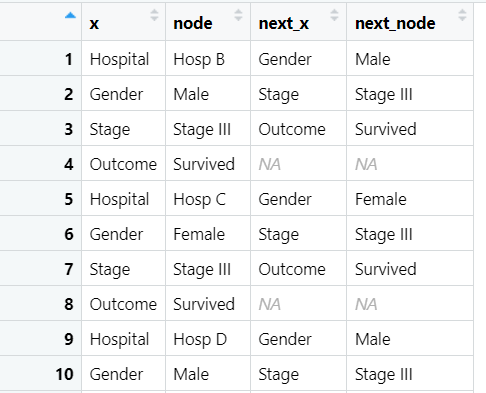 x node next_x next_node
1 Hospital Hosp B Gender Male
2 Gender Male Stage Stage III
3 Stage Stage III Outcome Survived
4 Outcome Survived NA NA
5 Hospital Hosp C Gender Female
6 Gender Female Stage Stage III
7 Stage Stage III Outcome Survived
8 Outcome Survived NA NA
9 Hospital Hosp D Gender Male
10 Gender Male Stage Stage III